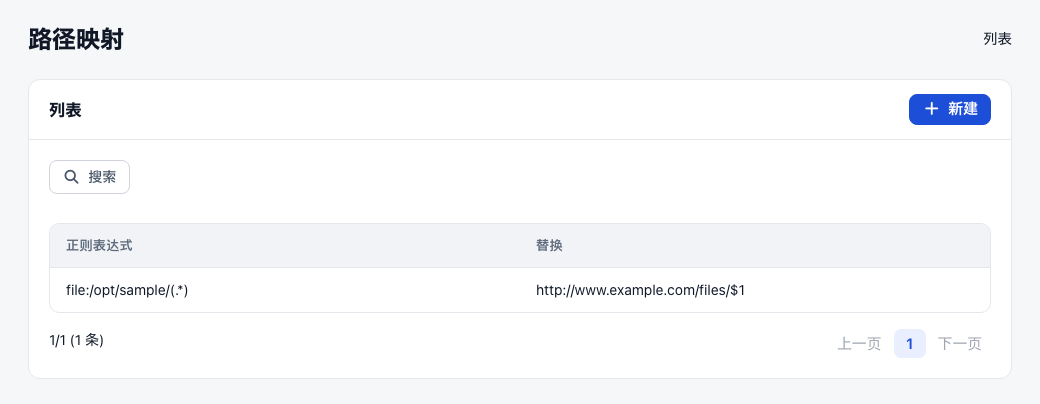 路径映射
列表
列表
新建
搜索
正则表达式 替换
file:/opt/sample/(.*) http://www.example.com/files/$1
1/1 (1 条)
上一页 1 下一页